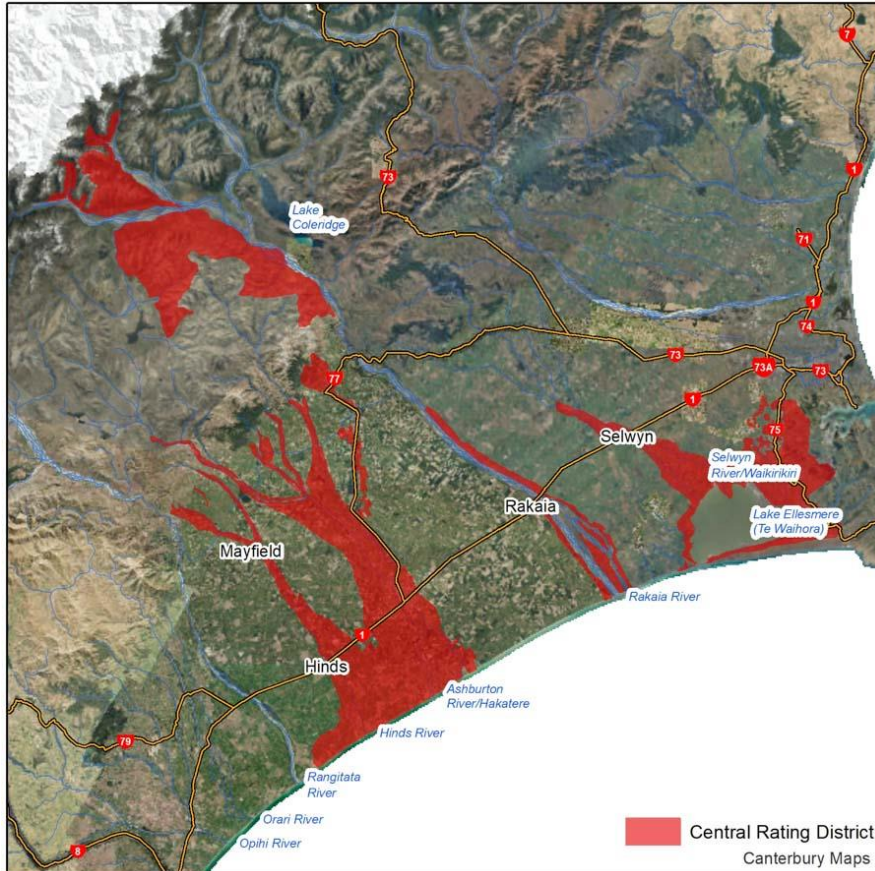 7
1
73
Lake
Coleridge
71
1
74
73
73A
73
77
1
75
Selwyn
Selwyn
River/Waikirikiri
Rakaia
Lake Ellesmere
(Te Waihora)
Mayfield
Rakaia River
1
Hinds
Ashburton
River/Hakatere
Hinds River
79
Rangitata
River
Orari River
Opihi River
8
Central Rating District
Canterbury Maps